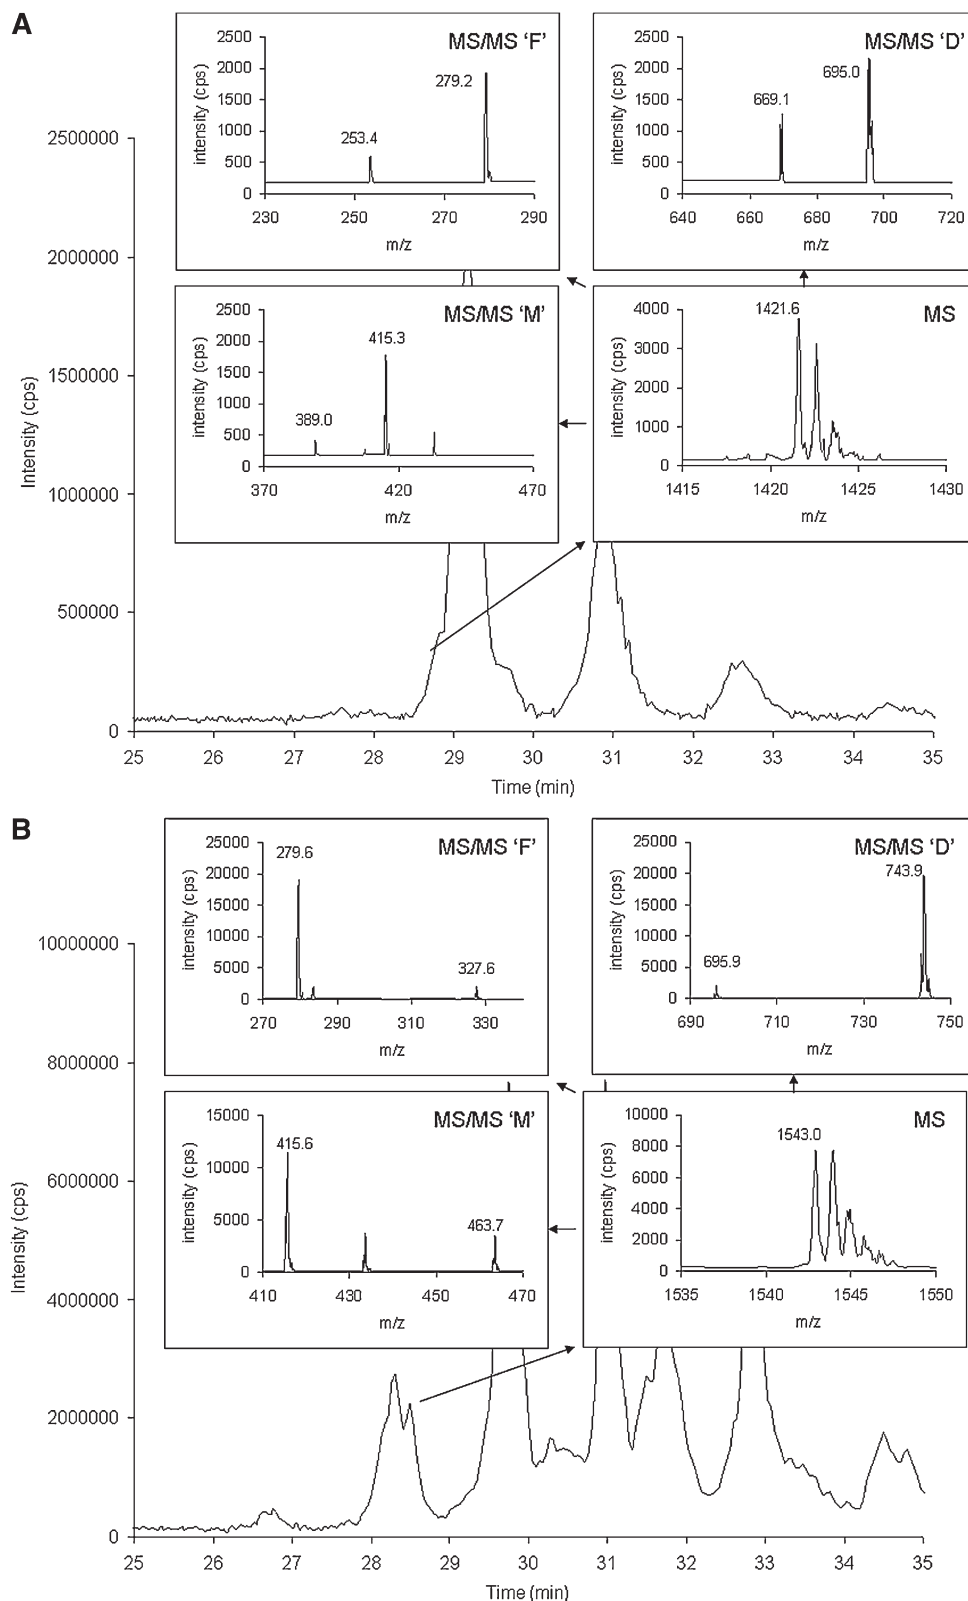 A
MS/MS 'F'
intensity (cps)
2500
2000
1500
1000
500
0
253.4
279.2
230 250 270 290
m/z
MS/MS 'D'
intensity (cps)
2500
2000
1500
1000
500
0
669.1
695.0
640 660 680 700 720
m/z
MS/MS 'M'
intensity (cps)
2500
2000
1500
1000
500
0
389.0
415.3
370 420 470
m/z
MS
intensity (cps)
4000
3000
2000
1000
0
1421.6
1415 1420 1425 1430
m/z
Intensity (cps)
2500000
2000000
1500000
1000000
500000
0
25 26 27 28 29 30 31 32 33 34 35
Time (min)
B
MS/MS 'F'
intensity (cps)
25000
20000
15000
10000
5000
0
279.6
327.6
270 290 310 330
m/z
MS/MS 'D'
intensity (cps)
25000
20000
15000
10000
5000
0
743.9
695.9
690 710 730 750
m/z
MS/MS 'M'
intensity (cps)
15000
10000
5000
0
415.6
463.7
410 430 450 470
m/z
MS
intensity (cps)
10000
8000
6000
4000
2000
0
1543.0
1535 1540 1545 1550
m/z
Intensity (cps)
10000000
8000000
6000000
4000000
2000000
0
25 26 27 28 29 30 31 32 33 34 35
Time (min)